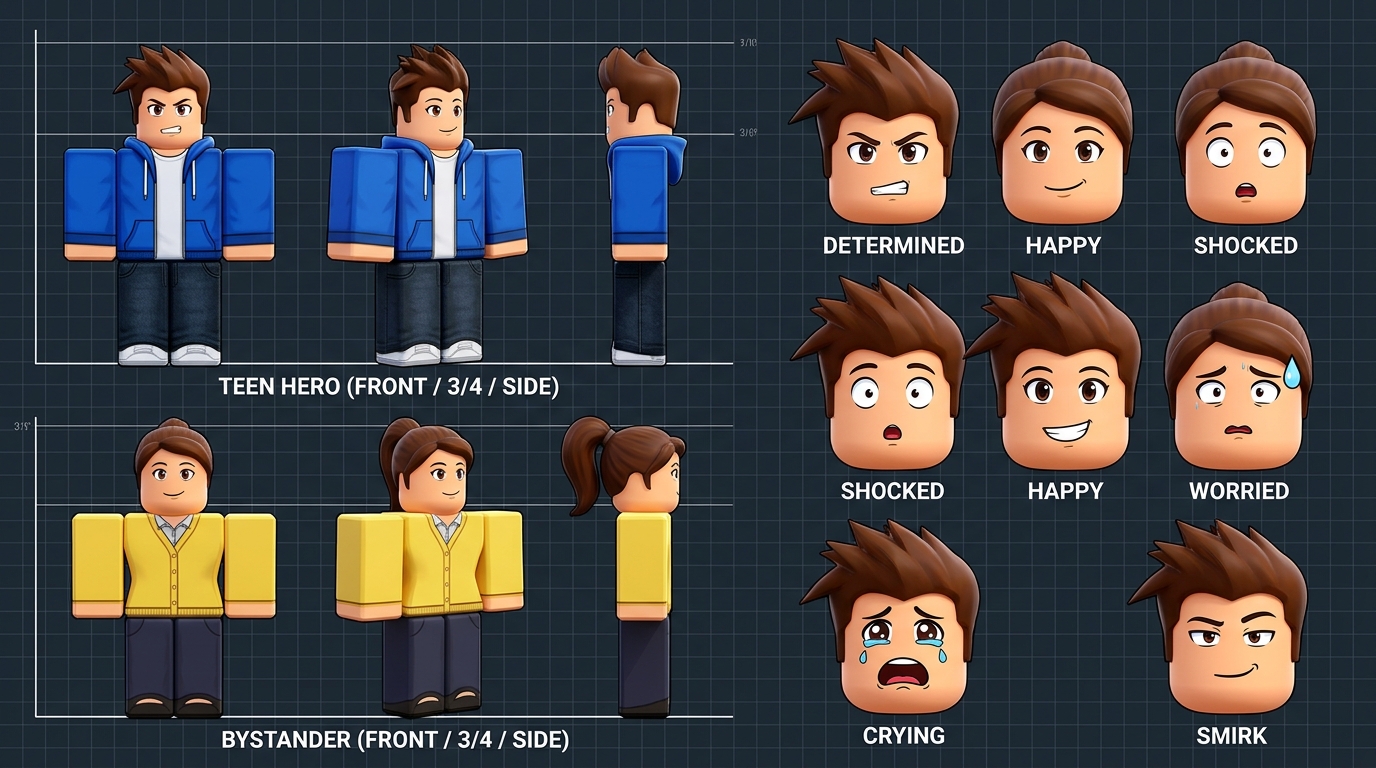 TEEN HERO (FRONT / 3/4 / SIDE)
BYSTANDER (FRONT / 3/4 / SIDE)
DETERMINED
HAPPY
SHOCKED
SHOCKED
HAPPY
WORRIED
CRYING
SMIRK